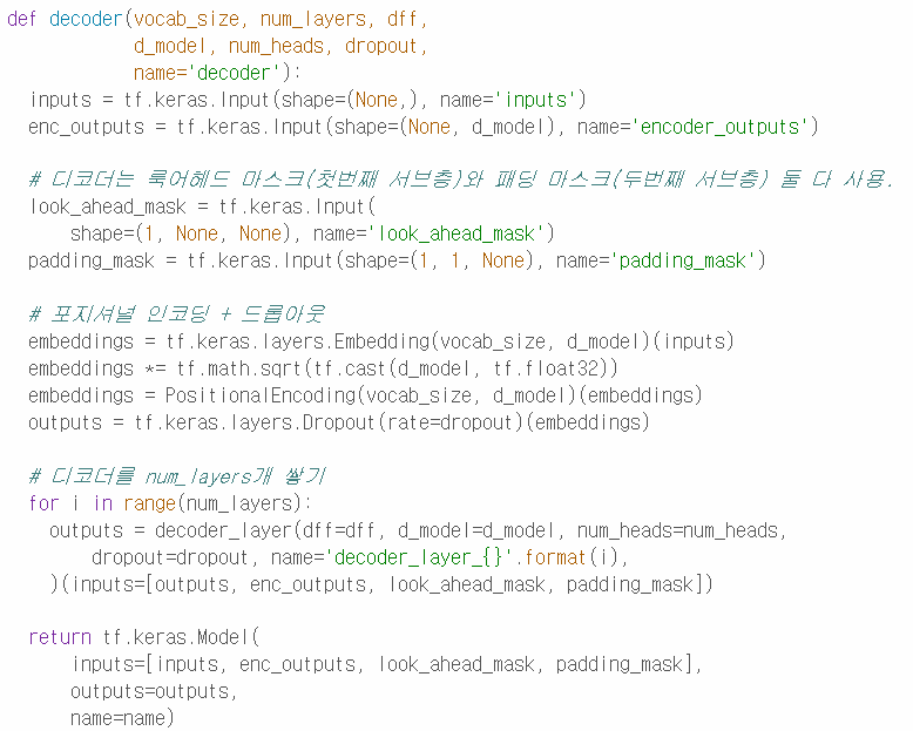 def decoder(vocab_size, num_layers, dff,
            d_model, num_heads, dropout,
            name='decoder'):
  inputs = tf.keras.Input(shape=(None,), name='inputs')
  enc_outputs = tf.keras.Input(shape=(None, d_model), name='encoder_outputs')

  # 디코더는 룩어헤드 마스크(첫번째 서브층)와 패딩 마스크(두번째 서브층) 둘 다 사용.
  look_ahead_mask = tf.keras.Input(
      shape=(1, None, None), name='look_ahead_mask')
  padding_mask = tf.keras.Input(shape=(1, 1, None), name='padding_mask')

  # 포지셔널 인코딩 + 드롭아웃
  embeddings = tf.keras.layers.Embedding(vocab_size, d_model)(inputs)
  embeddings *= tf.math.sqrt(tf.cast(d_model, tf.float32))
  embeddings = PositionalEncoding(vocab_size, d_model)(embeddings)
  outputs = tf.keras.layers.Dropout(rate=dropout)(embeddings)

  # 디코더를 num_layers개 쌓기
  for i in range(num_layers):
    outputs = decoder_layer(dff=dff, d_model=d_model, num_heads=num_heads,
        dropout=dropout, name='decoder_layer_{}'.format(i),
    )(inputs=[outputs, enc_outputs, look_ahead_mask, padding_mask])

  return tf.keras.Model(
      inputs=[inputs, enc_outputs, look_ahead_mask, padding_mask],
      outputs=outputs,
      name=name)